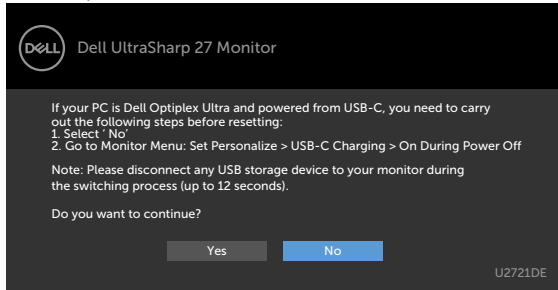 DELL
Dell UltraSharp 27 Monitor
If your PC is Dell Optiplex Ultra and powered from USB-C, you need to carry
out the following steps before resetting:
1. Select ‘ No’
2. Go to Monitor Menu: Set Personalize > USB-C Charging > On During Power Off
Note: Please disconnect any USB storage device to your monitor during
the switching process (up to 12 seconds).
Do you want to continue?
Yes
No
U2721DE